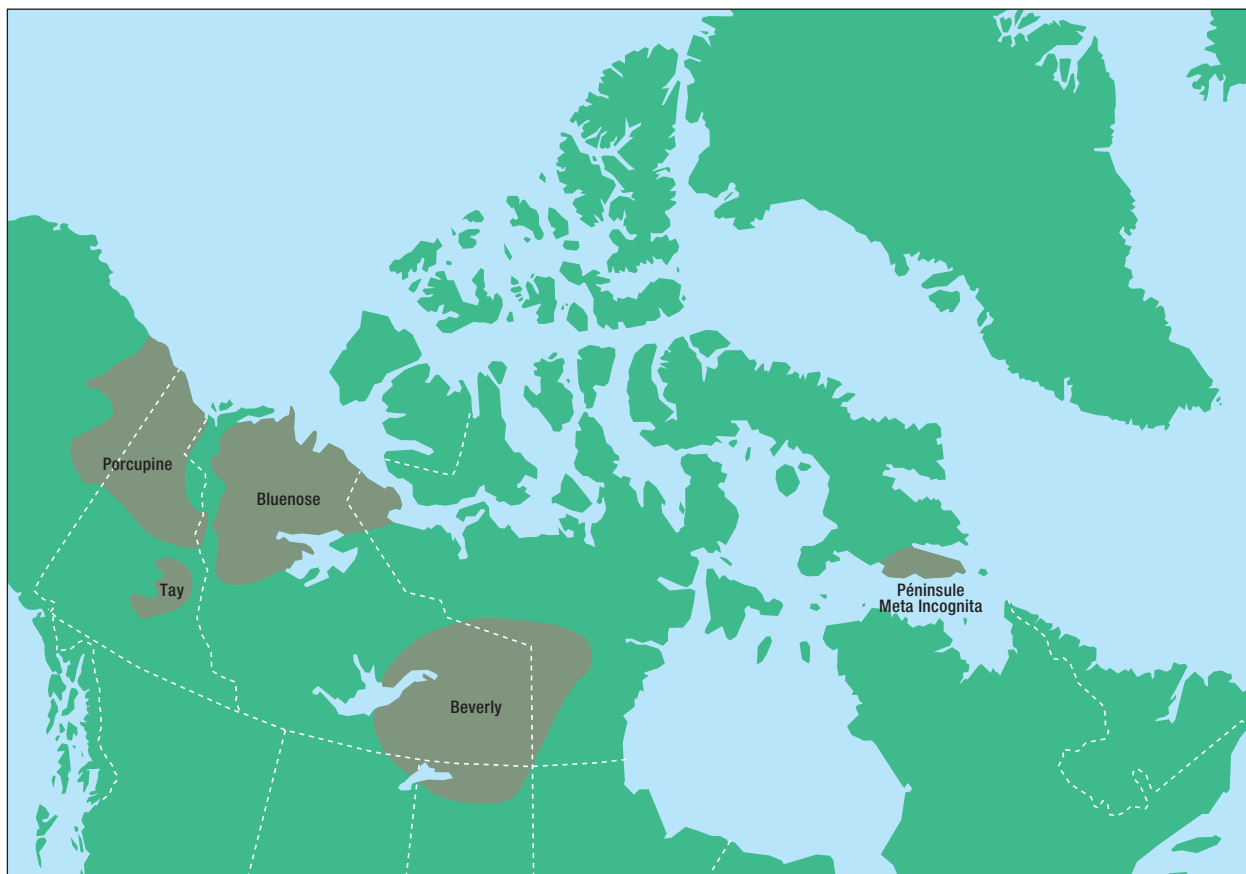 Porcupine
Bluenose
Tay
Péninsule
Meta Incognita
Beverly